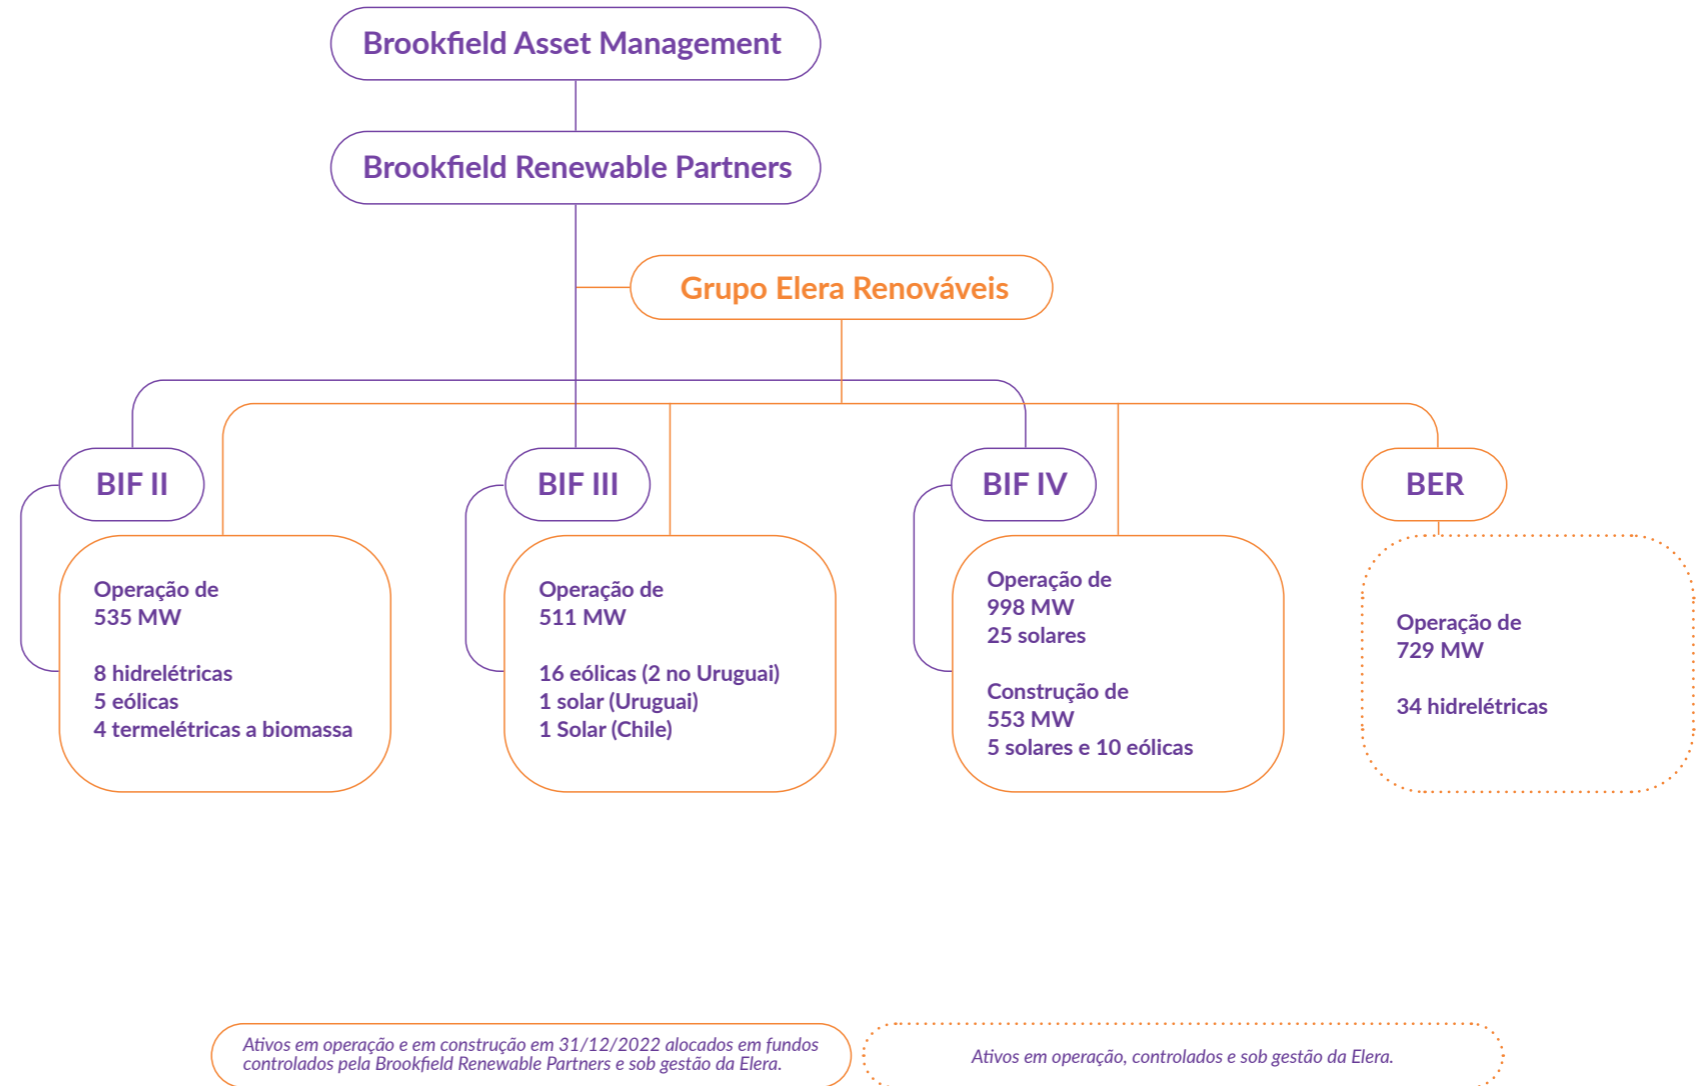 Brookfield Asset Management
Brookfield Renewable Partners
Grupo Elera Renováveis
BIF II
Operação de
535 MW
8 hidrelétricas
5 eólicas
4 termelétricas a biomassa
BIF III
Operação de
511 MW
16 eólicas (2 no Uruguai)
1 solar (Uruguai)
1 Solar (Chile)
BIF IV
Operação de
998 MW
25 solares
Construção de
553 MW
5 solares e 10 eólicas
BER
Operação de
729 MW
34 hidrelétricas
Ativos em operação e em construção em 31/12/2022 alocados em fundos
controlados pela Brookfield Renewable Partners e sob gestão da Elera.
Ativos em operação, controlados e sob gestão da Elera.